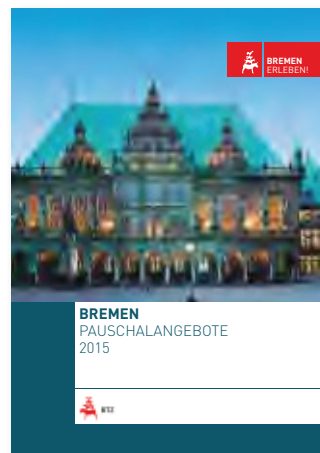 BREMEN
ERLEBEN!
BREMEN
PAUSCHALANGEBOTE
2015
BTZ